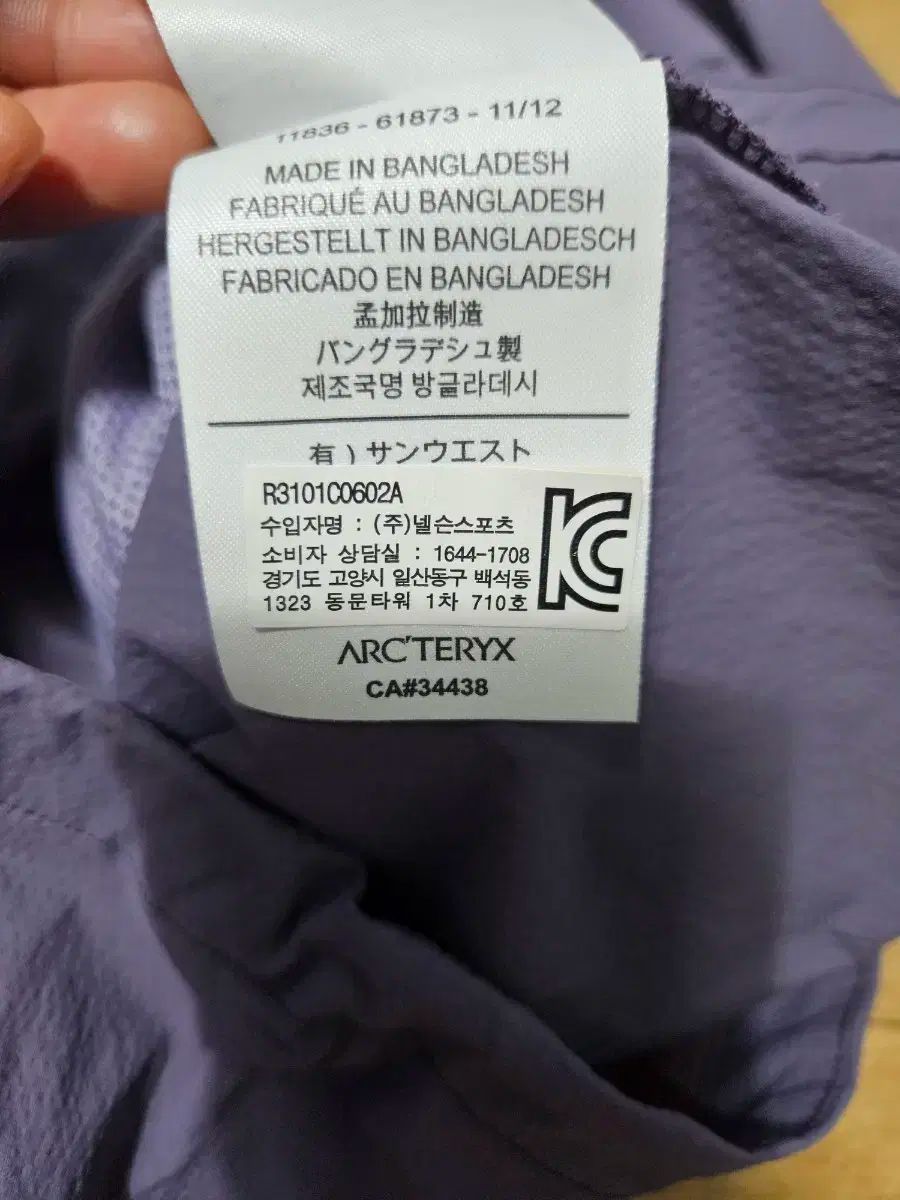 11836 - 61873 - 11/12
MADE IN BANGLADESH
FABRIQUÉ AU BANGLADESH
HERGESTELLT IN BANGLADESCH
FABRICADO EN BANGLADESH
孟加拉制造
バングラデシュ製
제조국명 방글라데시
有）サンウエスト
R3101C0602A
수입자명 : (주)넬슨스포츠
소비자 상담실 : 1644-1708
경기도 고양시 일산동구 백석동
1323 동문타워 1차 710호
KC
ARC'TERYX
CA#34438